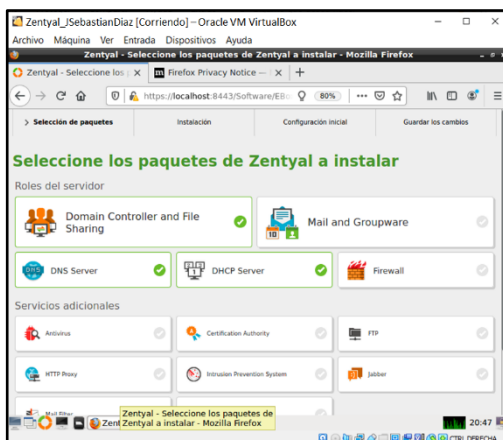 Zentyal_JSebastianDiaz [Corriendo] – Oracle VM VirtualBox
Archivo Máquina Ver Entrada Dispositivos Ayuda
Zentyal - Seleccione los paquetes de Zentyal a instalar - Mozilla Firefox
Zentyal - Seleccione los p Firefox Privacy Notice —
https://localhost:8443/Software/EBo 80%
Selección de paquetes Instalación Configuración inicial Guardar los cambios
Seleccione los paquetes de Zentyal a instalar
Roles del servidor
Domain Controller and File Sharing
Mail and Groupware
DNS Server DHCP Server Firewall
Servicios adicionales
Antivirus Certification Authority FTP
HTTP Proxy Intrusion Prevention System Jabber
Mail Filter
Zent
Zentyal - Seleccione los paquetes de
Zentyal a instalar - Mozilla Firefox
20:47
CTRL DERECHA